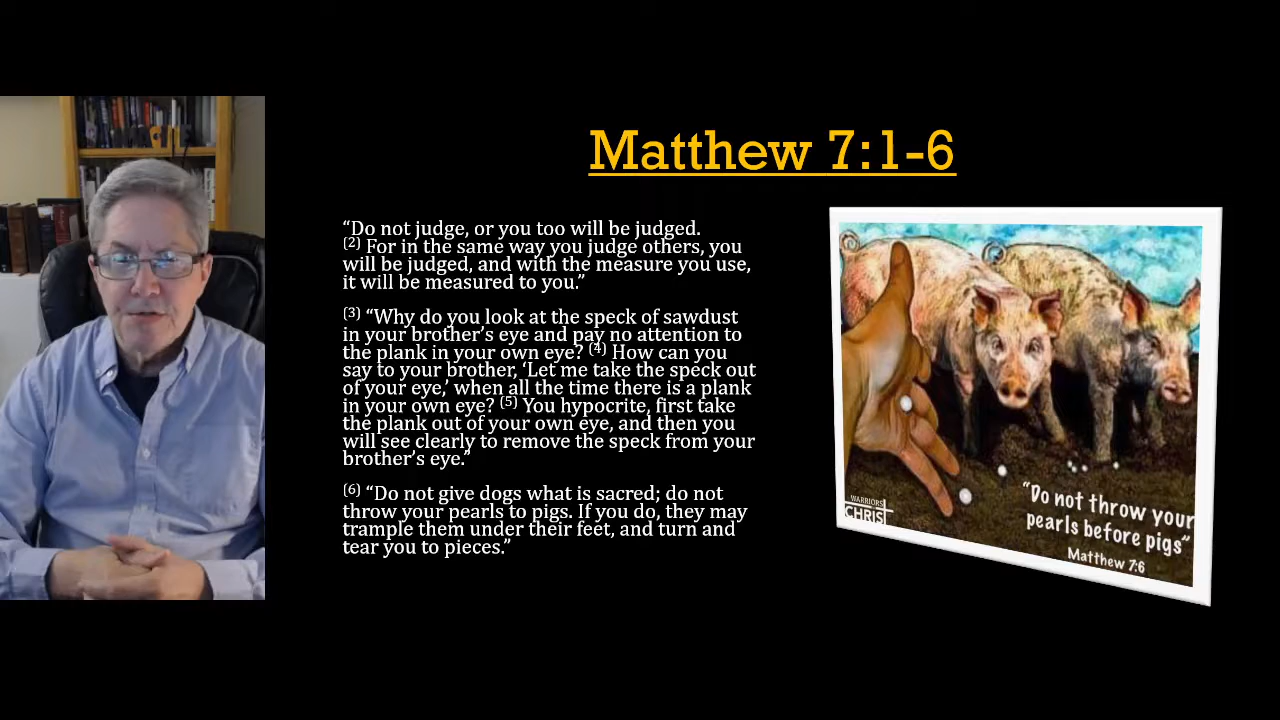 Matthew 7:1-6
“Do not judge, or you too will be judged.
(2) For in the same way you judge others, you
will be judged, and with the measure you use,
it will be measured to you.”
(3) “Why do you look at the speck of sawdust
in your brother’s eye and pay no attention to
the plank in your own eye? (4) How can you
say to your brother, ‘Let me take the speck out
of your eye,’ when all the time there is a plank
in your own eye? (5) You hypocrite, first take
the plank out of your own eye, and then you
will see clearly to remove the speck from your
brother’s eye.”
(6) “Do not give dogs what is sacred; do not
throw your pearls to pigs. If you do, they may
trample them under their feet, and turn and
tear you to pieces.”
WARRIORS
CHRIST
“Do not throw your
pearls before pigs”
Matthew 7:6